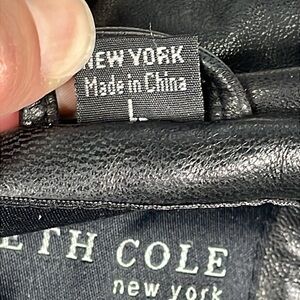 NEW YORK
Made in China
L
ETH COLE
new york